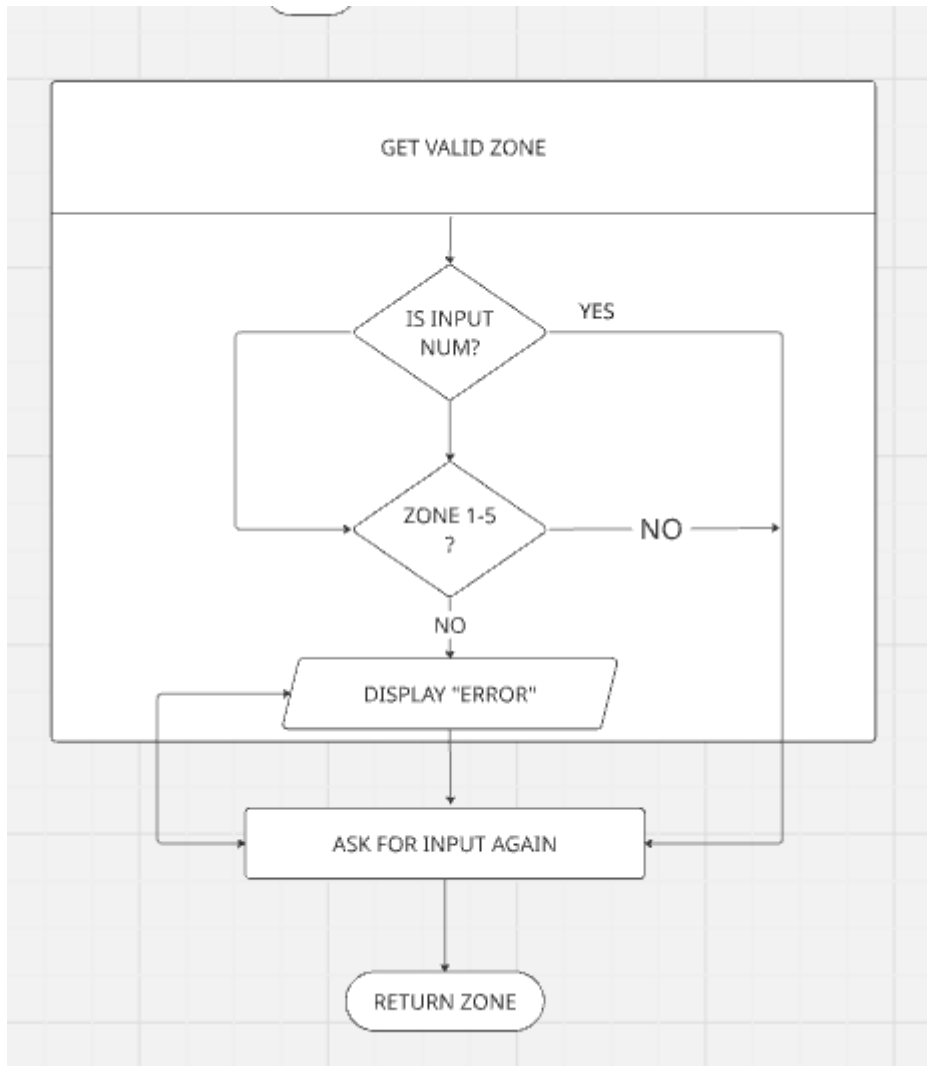 GET VALID ZONE
IS INPUT
NUM?
YES
ZONE 1-5
?
NO
NO
DISPLAY "ERROR"
ASK FOR INPUT AGAIN
RETURN ZONE